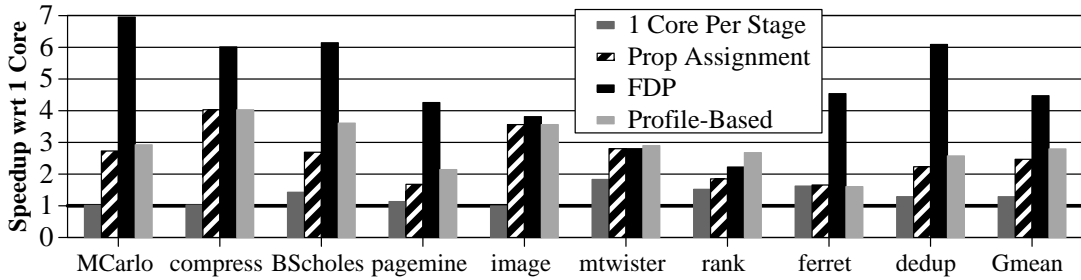 Speedup wrt 1 Core
7
6
5
4
3
2
1
0
1 Core Per Stage
Prop Assignment
FDP
Profile-Based
MCarlo compress BScholes pagemine image mtwister rank ferret dedup Gmean